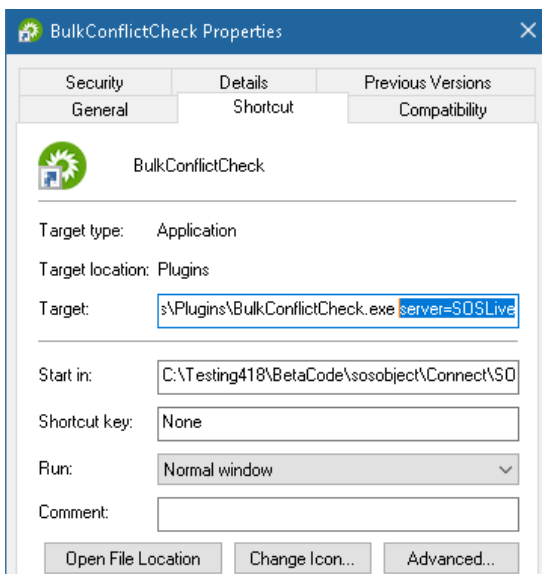 BulkConflictCheck Properties
Security Details Previous Versions
General Shortcut Compatibility
BulkConflictCheck
Target type: Application
Target location: Plugins
Target: s\Plugins\BulkConflictCheck.exe server=SOSLive
Start in: C:\Testing418\BetaCode\sosobject\Connect\SO
Shortcut key: None
Run: Normal window
Comment:
Open File Location Change Icon... Advanced...